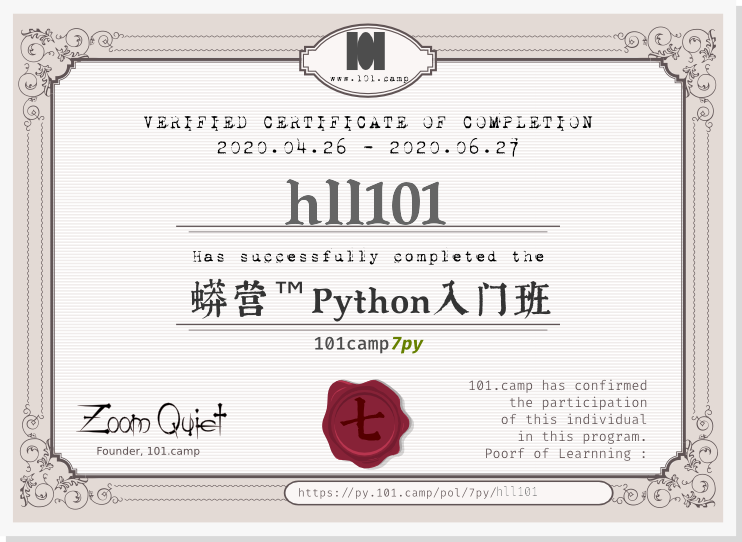 www.101.camp
VERIFIED CERTIFICATE OF COMPLETION
2020.04.26 - 2020.06.27
hll101
Has successfully completed the
蟒营™Python入门班
101camp7py
101.camp has confirmed
the participation
of this individual
in this program.
Poorf of Learnning :
七
Zoom Quiet
Founder, 101.camp
https://py.101.camp/pol/7py/hll101